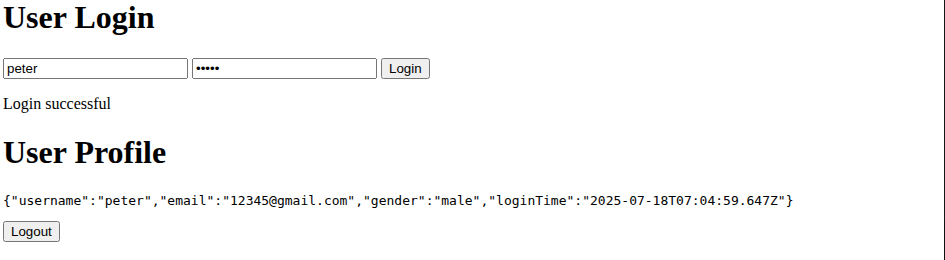 User Login
peter ••••• Login
Login successful
User Profile
{"username":"peter","email":"12345@gmail.com","gender":"male","loginTime":"2025-07-18T07:04:59.647Z"}
Logout